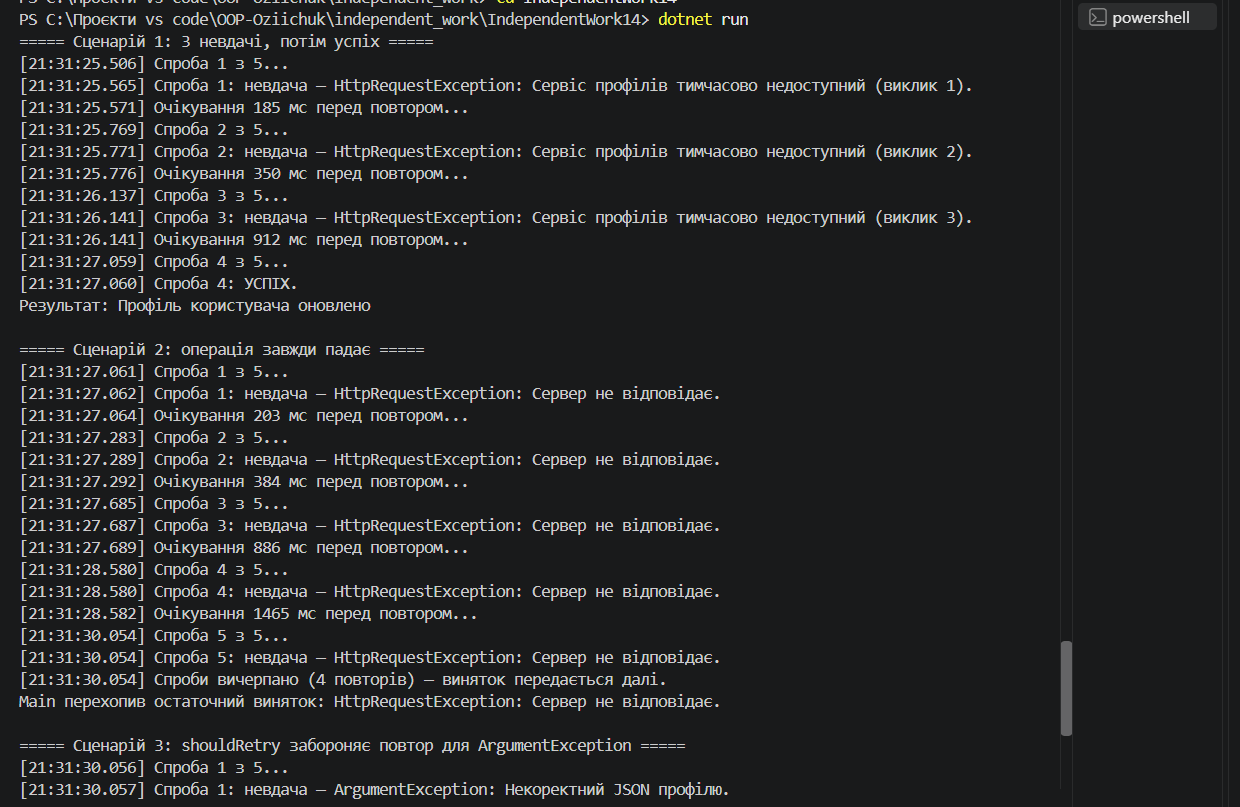 PS C:\Проєкти vs code\OOP-Oziichuk\independent_work> cd IndependentWork14
PS C:\Проєкти vs code\OOP-Oziichuk\independent_work\IndependentWork14> dotnet run
===== Сценарій 1: 3 невдачі, потім успіх =====
[21:31:25.506] Спроба 1 з 5...
[21:31:25.565] Спроба 1: невдача — HttpRequestException: Сервіс профілів тимчасово недоступний (виклик 1).
[21:31:25.571] Очікування 185 мс перед повтором...
[21:31:25.769] Спроба 2 з 5...
[21:31:25.771] Спроба 2: невдача — HttpRequestException: Сервіс профілів тимчасово недоступний (виклик 2).
[21:31:25.776] Очікування 350 мс перед повтором...
[21:31:26.137] Спроба 3 з 5...
[21:31:26.141] Спроба 3: невдача — HttpRequestException: Сервіс профілів тимчасово недоступний (виклик 3).
[21:31:26.141] Очікування 912 мс перед повтором...
[21:31:27.059] Спроба 4 з 5...
[21:31:27.060] Спроба 4: УСПІХ.
Результат: Профіль користувача оновлено
===== Сценарій 2: операція завжди падає =====
[21:31:27.061] Спроба 1 з 5...
[21:31:27.062] Спроба 1: невдача — HttpRequestException: Сервер не відповідає.
[21:31:27.064] Очікування 203 мс перед повтором...
[21:31:27.283] Спроба 2 з 5...
[21:31:27.289] Спроба 2: невдача — HttpRequestException: Сервер не відповідає.
[21:31:27.292] Очікування 384 мс перед повтором...
[21:31:27.685] Спроба 3 з 5...
[21:31:27.687] Спроба 3: невдача — HttpRequestException: Сервер не відповідає.
[21:31:27.689] Очікування 886 мс перед повтором...
[21:31:28.580] Спроба 4 з 5...
[21:31:28.580] Спроба 4: невдача — HttpRequestException: Сервер не відповідає.
[21:31:28.582] Очікування 1465 мс перед повтором...
[21:31:30.054] Спроба 5 з 5...
[21:31:30.054] Спроба 5: невдача — HttpRequestException: Сервер не відповідає.
[21:31:30.054] Спроби вичерпано (4 повторів) — виняток передається далі.
Main перехопив остаточний виняток: HttpRequestException: Сервер не відповідає.
===== Сценарій 3: shouldRetry забороняє повтор для ArgumentException =====
[21:31:30.056] Спроба 1 з 5...
[21:31:30.057] Спроба 1: невдача — ArgumentException: Некоректний JSON профілю.
powershell